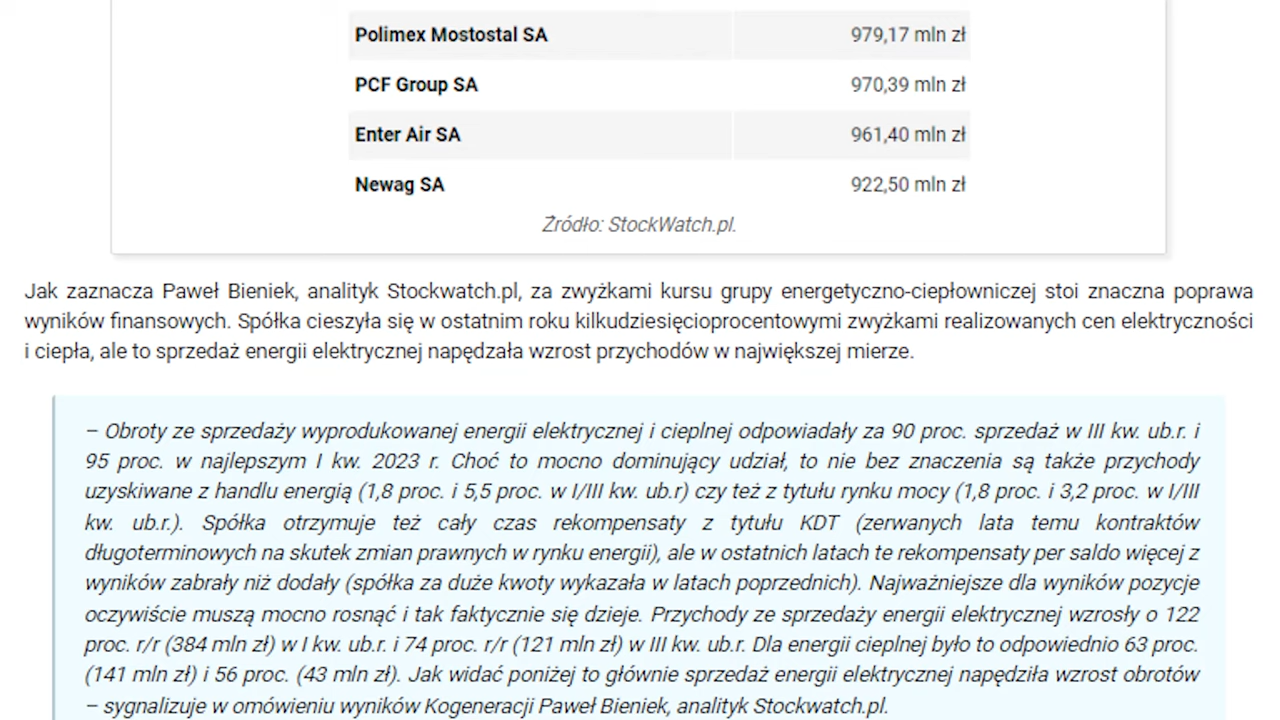 Polimex Mostostal SA 979,17 mln zł
PCF Group SA 970,39 mln zł
Enter Air SA 961,40 mln zł
Newag SA 922,50 mln zł
Źródło: StockWatch.pl.
Jak zaznacza Paweł Bieniek, analityk Stockwatch.pl, za zwyżkami kursu grupy energetyczno-ciepłowniczej stoi znaczna poprawa
wyników finansowych. Spółka cieszyła się w ostatnim roku kilkudziesięcioprocentowymi zwyżkami realizowanych cen elektryczności
i ciepła, ale to sprzedaż energii elektrycznej napędzała wzrost przychodów w największej mierze.
– Obroty ze sprzedaży wyprodukowanej energii elektrycznej i cieplnej odpowiadały za 90 proc. sprzedaż w III kw. ub.r. i
95 proc. w najlepszym I kw. 2023 r. Choć to mocno dominujący udział, to nie bez znaczenia są także przychody
uzyskiwane z handlu energią (1,8 proc. i 5,5 proc. w I/III kw. ub.r) czy też z tytułu rynku mocy (1,8 proc. i 3,2 proc. w I/III
kw. ub.r.). Spółka otrzymuje też cały czas rekompensaty z tytułu KDT (zerwanych lata temu kontraktów
długoterminowych na skutek zmian prawnych w rynku energii), ale w ostatnich latach te rekompensaty per saldo więcej z
wyników zabrały niż dodały (spółka za duże kwoty wykazała w latach poprzednich). Najważniejsze dla wyników pozycje
oczywiście muszą mocno rosnąć i tak faktycznie się dzieje. Przychody ze sprzedaży energii elektrycznej wzrosły o 122
proc. r/r (384 mln zł) w I kw. ub.r. i 74 proc. r/r (121 mln zł) w III kw. ub.r. Dla energii cieplnej było to odpowiednio 63 proc.
(141 mln zł) i 56 proc. (43 mln zł). Jak widać poniżej to głównie sprzedaż energii elektrycznej napędziła wzrost obrotów
– sygnalizuje w omówieniu wyników Kogeneracji Paweł Bieniek, analityk Stockwatch.pl.